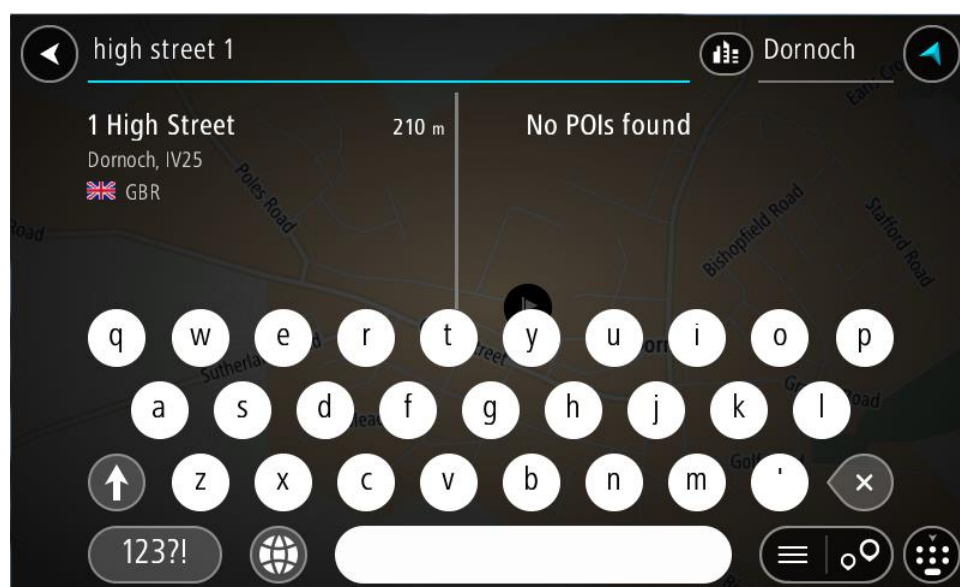 high street 1
Dornoch
1 High Street 210 m
Dornoch, IV25
GBR
No POIs found
Poles Road
Bishopfield Road
Stafford Road
q w e r t y u i o p
a s d f g h j k l
z x c v b n m '
123?!